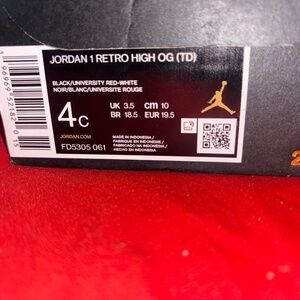 JORDAN 1 RETRO HIGH OG (TD)
BLACK/UNIVERSITY RED-WHITE
NOIR/BLANC/UNIVERSITE ROUGE
4C
UK 3.5 cm 10
BR 18.5 EUR 19.5
JORDAN.COM
FD5305 061
MADE IN INDONESIA /
FABRIQUE EN INDONESIE /
FABRICADO NA INDONESIA /
HECHO EN INDONESIA